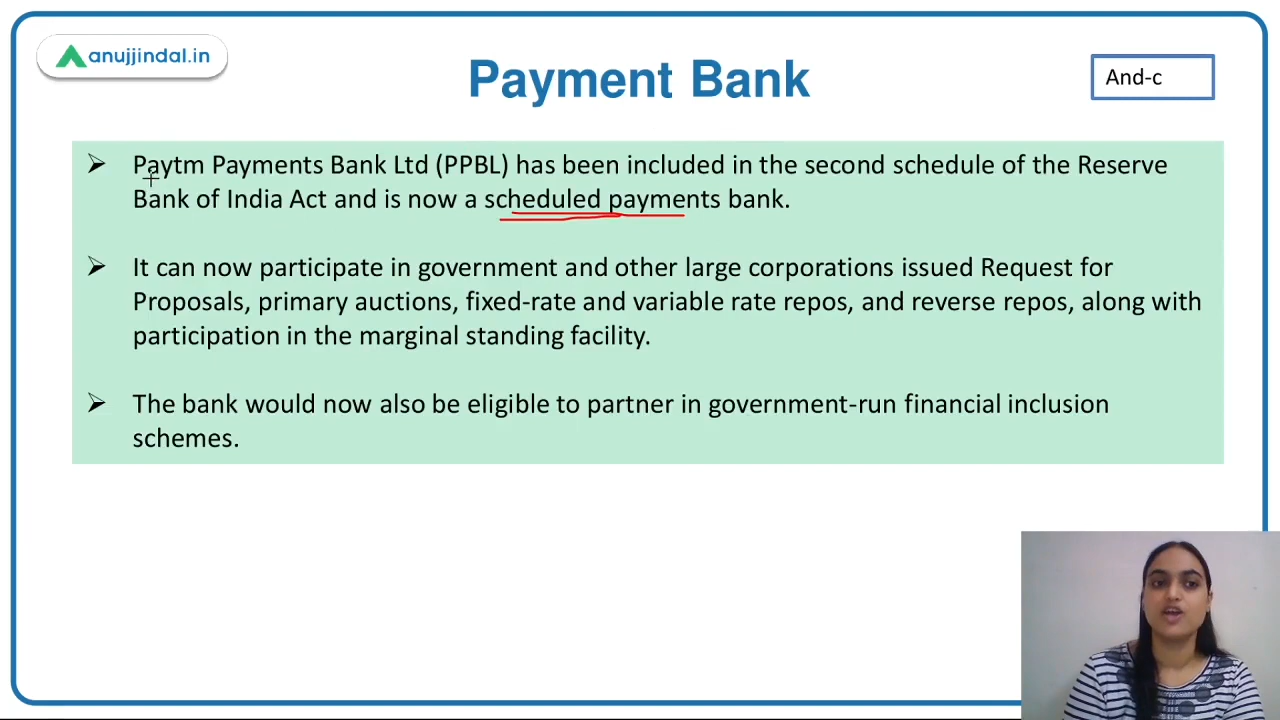 anujjindal.in
Payment Bank
And-c
➢ Paytm Payments Bank Ltd (PPBL) has been included in the second schedule of the Reserve
Bank of India Act and is now a scheduled payments bank.
➢ It can now participate in government and other large corporations issued Request for
Proposals, primary auctions, fixed-rate and variable rate repos, and reverse repos, along with
participation in the marginal standing facility.
➢ The bank would now also be eligible to partner in government-run financial inclusion
schemes.